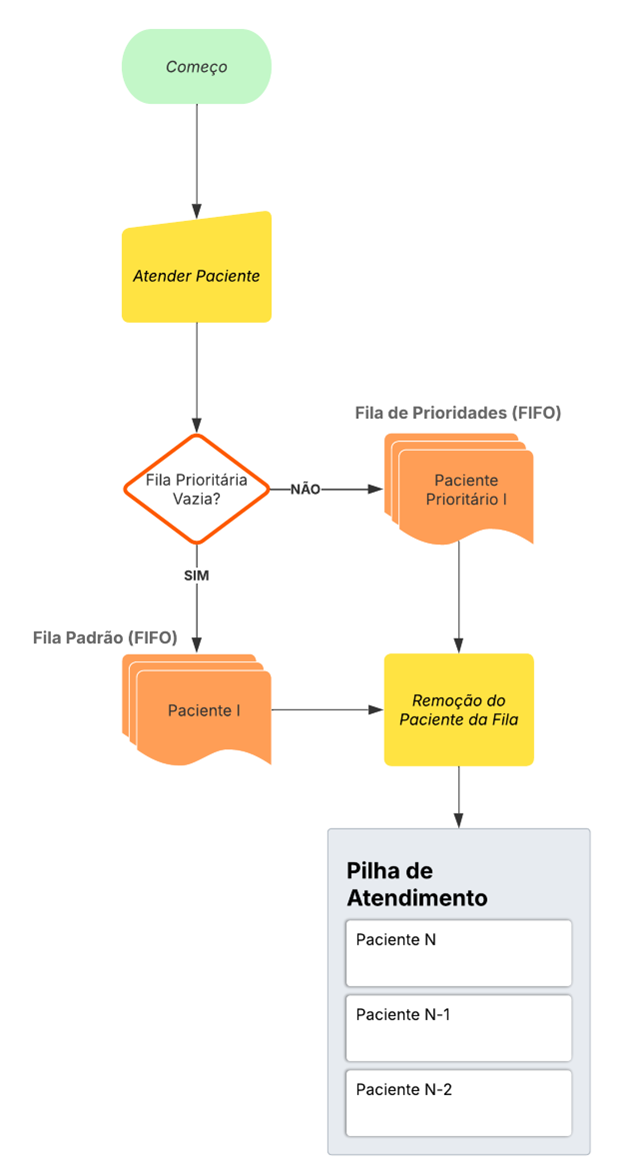 Começo
Atender Paciente
Fila de Prioridades (FIFO)
Fila Prioritária
Vazia?
NÃO
Paciente
Prioritário I
SIM
Fila Padrão (FIFO)
Paciente I
Remoção do
Paciente da Fila
Pilha de
Atendimento
Paciente N
Paciente N-1
Paciente N-2